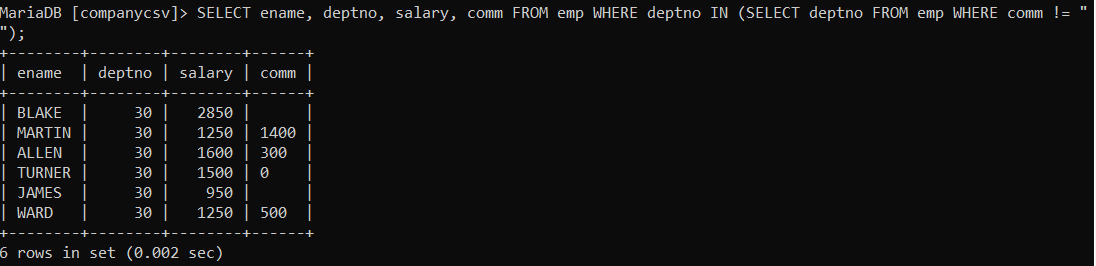 MariaDB [companycsv]> SELECT ename, deptno, salary, comm FROM emp WHERE deptno IN (SELECT deptno FROM emp WHERE comm != "
");
+--------+--------+--------+------+
| ename  | deptno | salary | comm |
+--------+--------+--------+------+
| BLAKE  |     30 |   2850 |      |
| MARTIN |     30 |   1250 | 1400 |
| ALLEN  |     30 |   1600 | 300  |
| TURNER |     30 |   1500 | 0    |
| JAMES  |     30 |    950 |      |
| WARD   |     30 |   1250 | 500  |
+--------+--------+--------+------+
6 rows in set (0.002 sec)